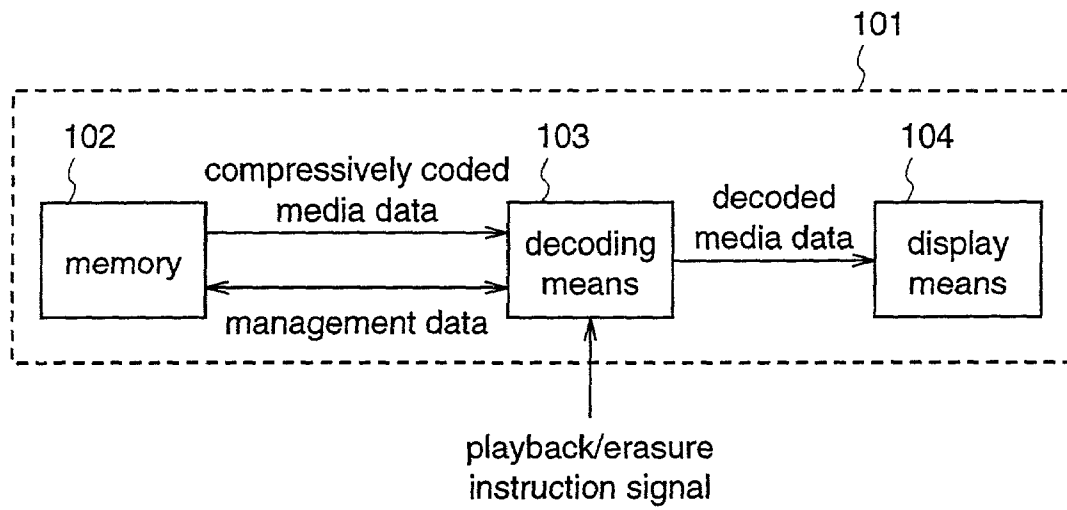 101
102
103
104
compressively coded
media data
decoded
media data
memory
decoding
means
display
means
management data
playback/erasure
instruction signal